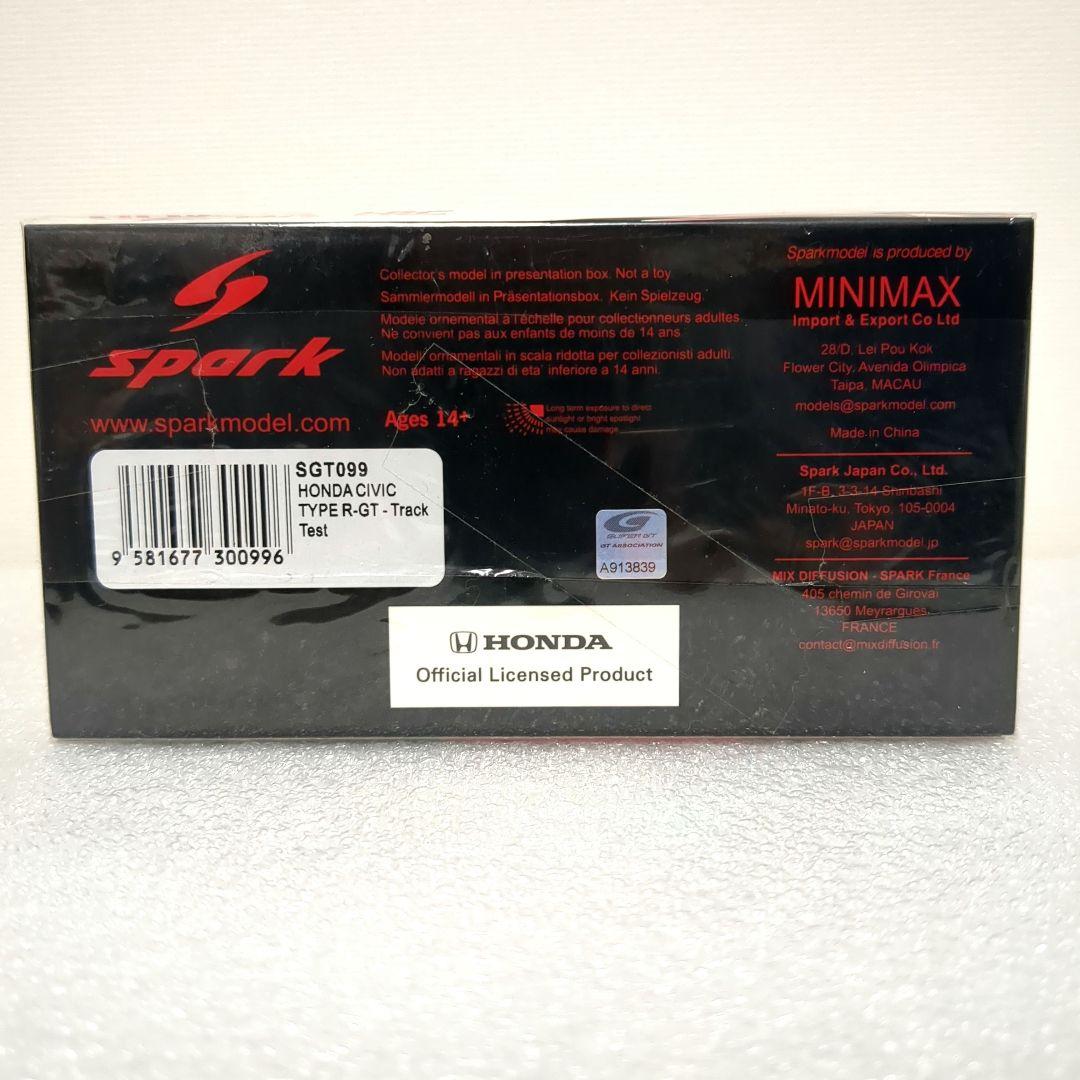 spark
www.sparkmodel.com
Collector's model in presentation box. Not a toy
Sammlermodell in Präsentationsbox. Kein Spielzeug.
Modele ornemental à l'échelle pour collectionneurs adultes
Ne convient pas aux enfants de moins de 14 ans
Modelli ornamentali in scala ridotta per collezionisti adulti.
Non adatti a ragazzi di eta' inferiore a 14 anni.
Ages 14+
Long term exposure to direct
sunlight or bright spotlight
may cause damage
SGT099
HONDA CIVIC
TYPE R-GT - Track
Test
9 581677 300996
SUPER GT
GT ASSOCIATION
A913839
HONDA
Official Licensed Product
Sparkmodel is produced by
MINIMAX
Import & Export Co Ltd
28/D, Lei Pou Kok
Flower City, Avenida Olimpica
Taipa, MACAU
models@sparkmodel.com
Made in China
Spark Japan Co., Ltd.
1F-B, 3-3-14 Shinbashi
Minato-ku, Tokyo, 105-0004
JAPAN
spark@sparkmodel.jp
MIX DIFFUSION - SPARK France
405 chemin de Girovai
13650 Meyrargues
FRANCE
contact@mixdiffusion.fr